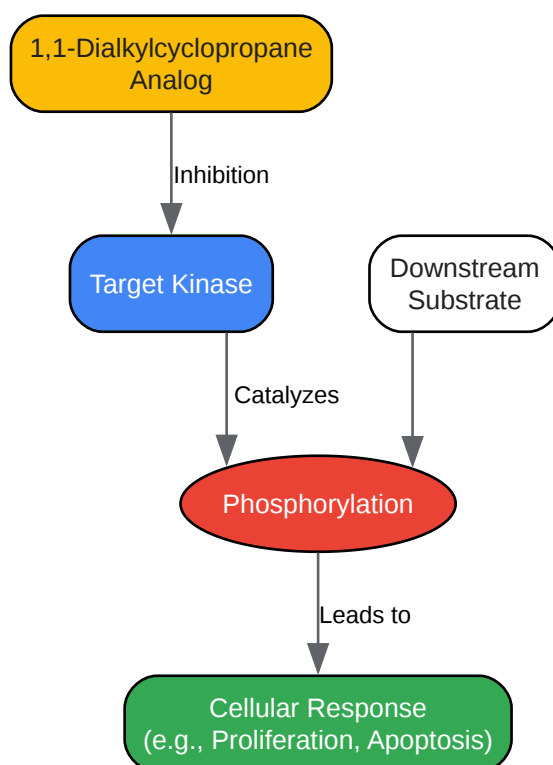 1,1-Dialkylcyclopropane
Analog
Inhibition
Target Kinase
Downstream
Substrate
Catalyzes
Phosphorylation
Leads to
Cellular Response
(e.g., Proliferation, Apoptosis)